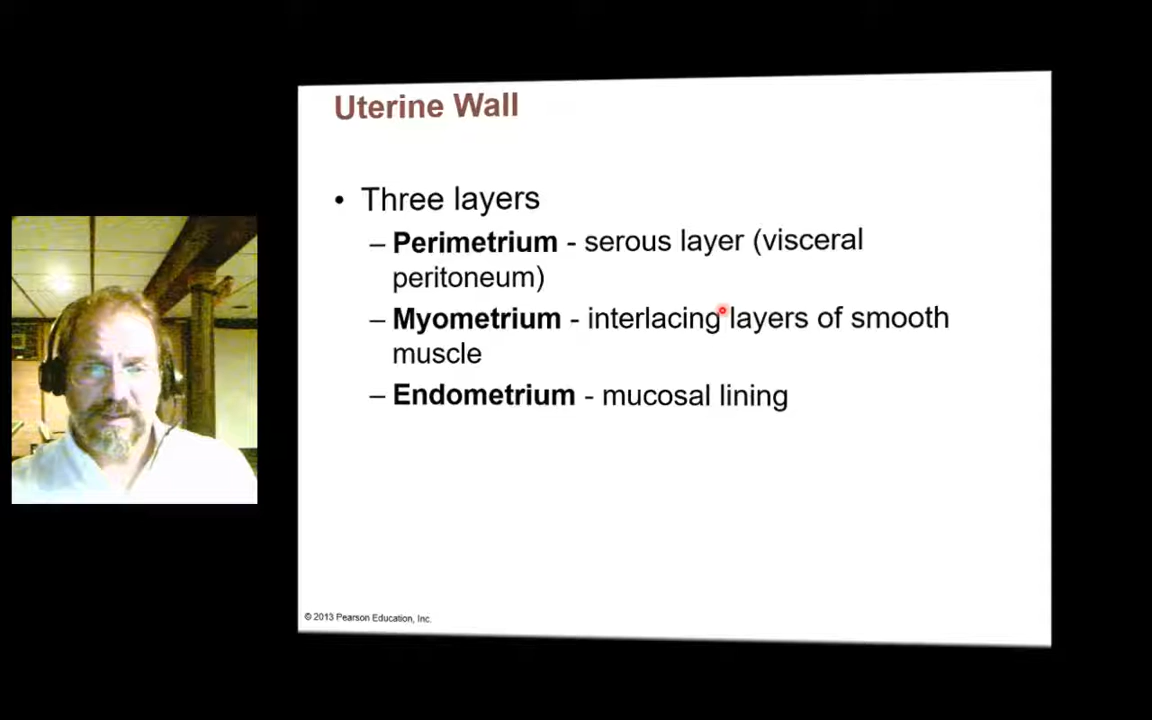 Uterine Wall
• Three layers
– Perimetrium - serous layer (visceral
peritoneum)
– Myometrium - interlacing layers of smooth
muscle
– Endometrium - mucosal lining
© 2013 Pearson Education, Inc.